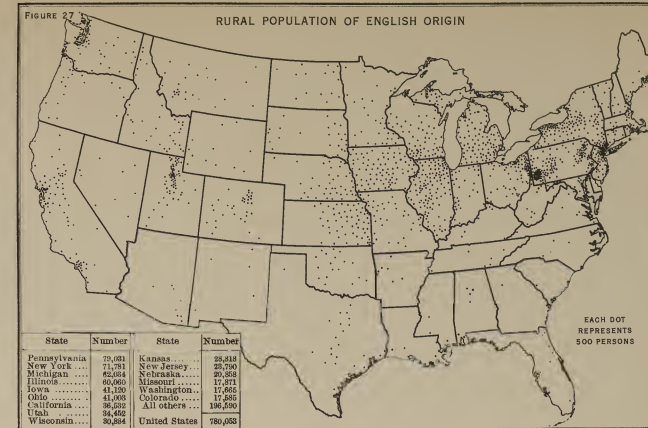 FIGURE 27
RURAL POPULATION OF ENGLISH ORIGIN
EACH DOT
REPRESENTS
500 PERSONS
State Number State Number
Pennsylvania 79,031 Kansas..... 28,818
New York.... 71,781 New Jersey.. 23,790
Michigan ... 62,034 Nebraska... 20,858
Illinois..... 60,060 Missouri .... 17,871
Iowa ....... 41,120 Washington.. 17,665
Ohio ....... 41,003 Colorado .... 17,585
California... 36,532 All others ... 196,590
Utah ....... 34,452
Wisconsin... 30,884 United States 780,053